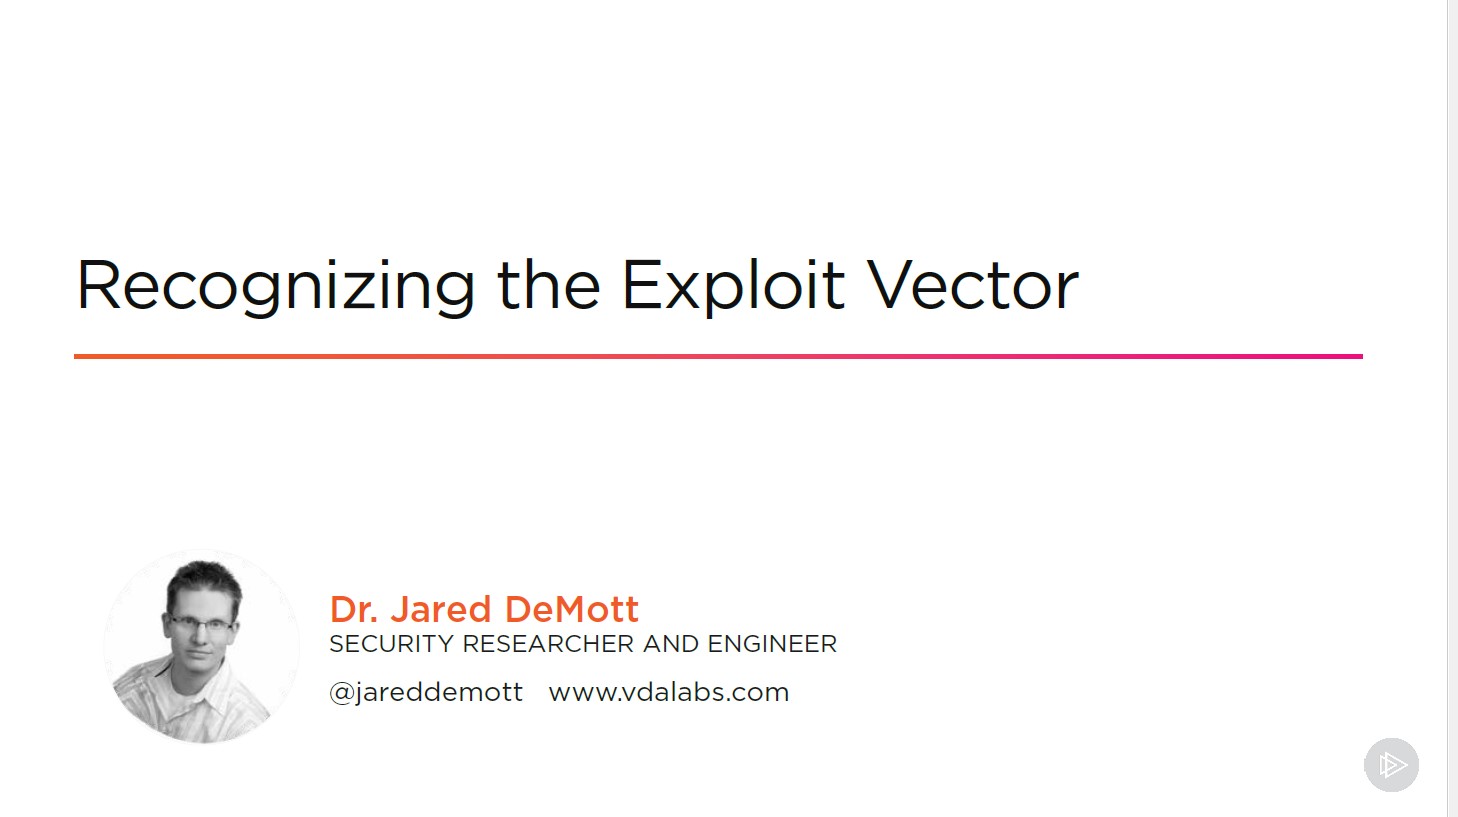 Recognizing the Exploit Vector
Dr. Jared DeMott
SECURITY RESEARCHER AND ENGINEER
@jareddemott www.vdalabs.com